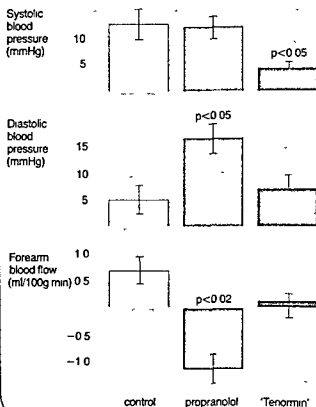 Systolic
blood
pressure
(mmHg)
10
5
p<0 05
Diastolic
blood
pressure
(mmHg)
15
10
5
p<0 05
Forearm
blood flow
(ml/100g min)
1 0
0 5
-0 5
-1 0
p<0 02
control propranolol 'Tenormin'